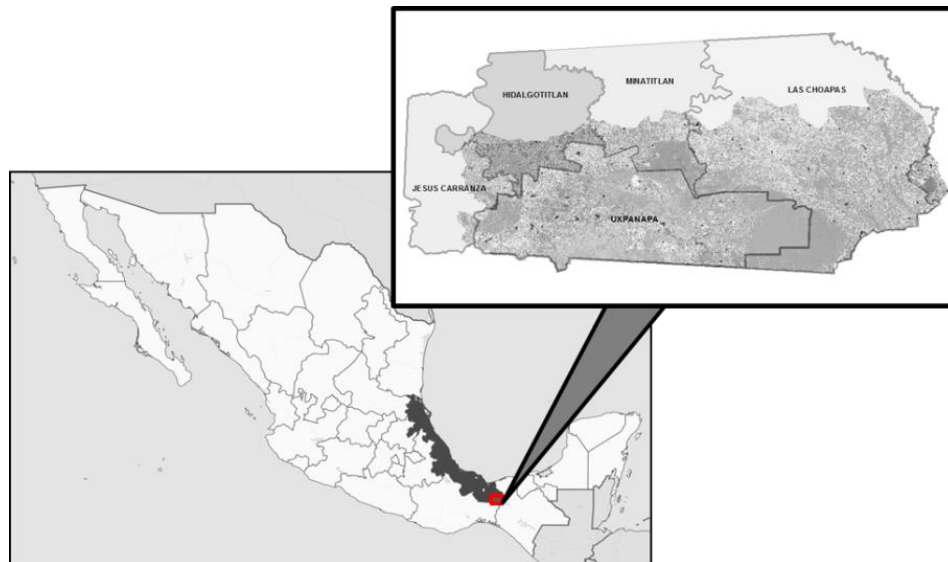 MINATITLAN
HIDALGOTITLAN
LAS CHOAPAS
JESUS CARRANZA
UXPANAPA